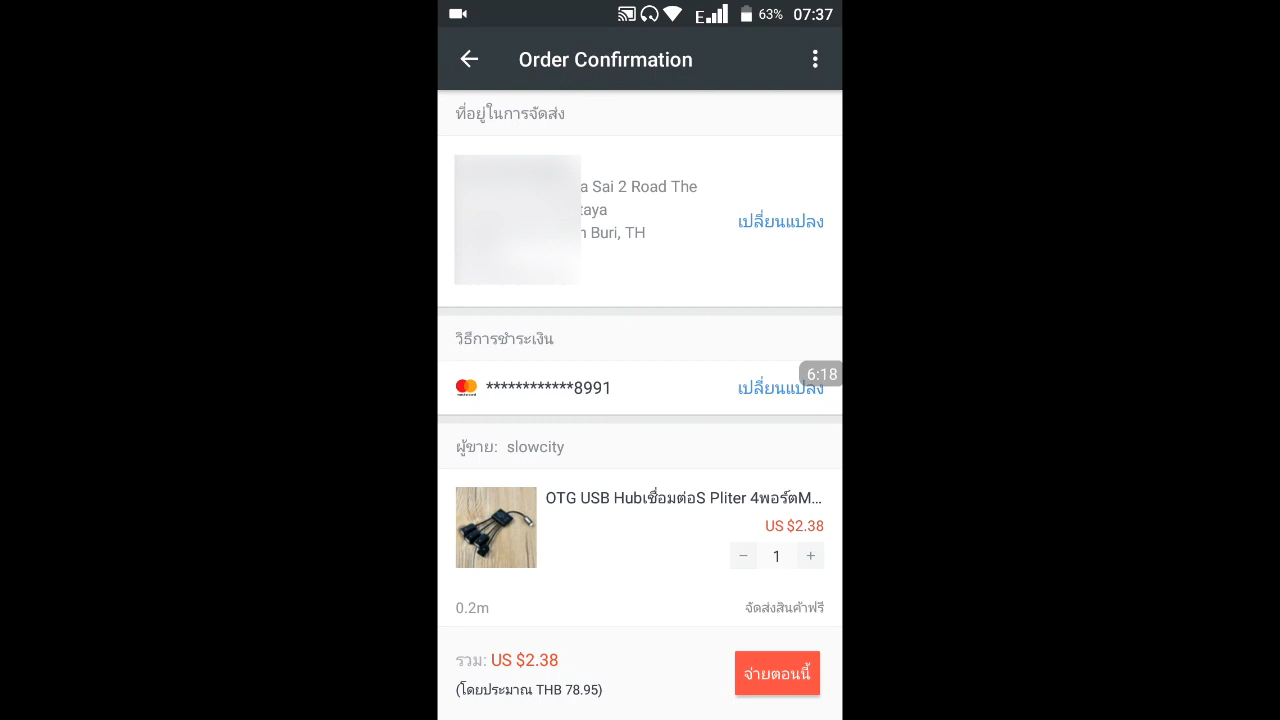 E 63% 07:37
Order Confirmation
ที่อยู่ในการจัดส่ง
a Sai 2 Road The
taya
เปลี่ยนแปลง
n Buri, TH
วิธีการชำระเงิน
6:18
************8991 เปลี่ยนแปลง
ผู้ขาย: slowcity
OTG USB Hubเชื่อมต่อS Pliter 4พอร์ตM...
US $2.38
− 1 +
0.2m จัดส่งสินค้าฟรี
รวม: US $2.38
จ่ายตอนนี้
(โดยประมาณ THB 78.95)